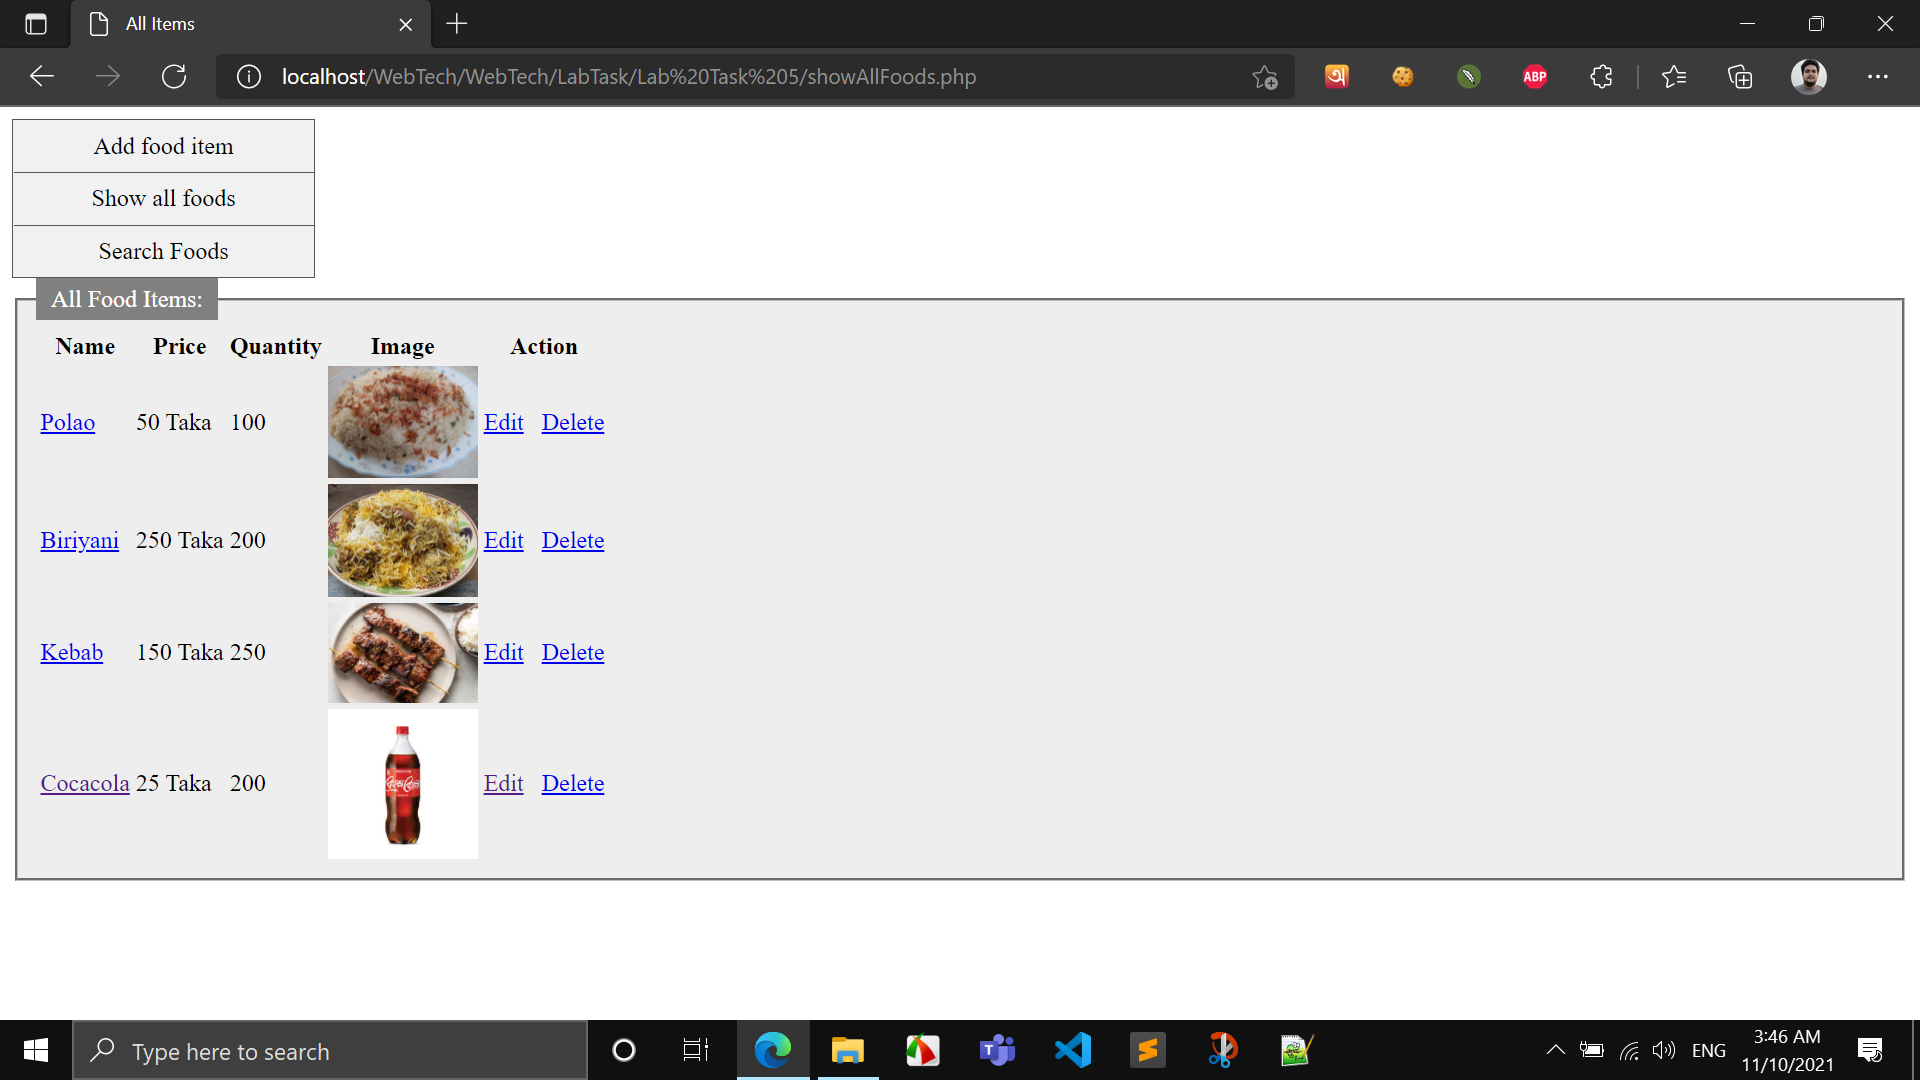 All Items
localhost/WebTech/WebTech/LabTask/Lab%20Task%205/showAllFoods.php
অ
ABP
Add food item
Show all foods
Search Foods
All Food Items:
Name Price Quantity Image Action
Polao 50 Taka 100 Edit Delete
Biriyani 250 Taka 200 Edit Delete
Kebab 150 Taka 250 Edit Delete
Cocacola 25 Taka 200 Edit Delete
Type here to search
ENG
3:46 AM
11/10/2021